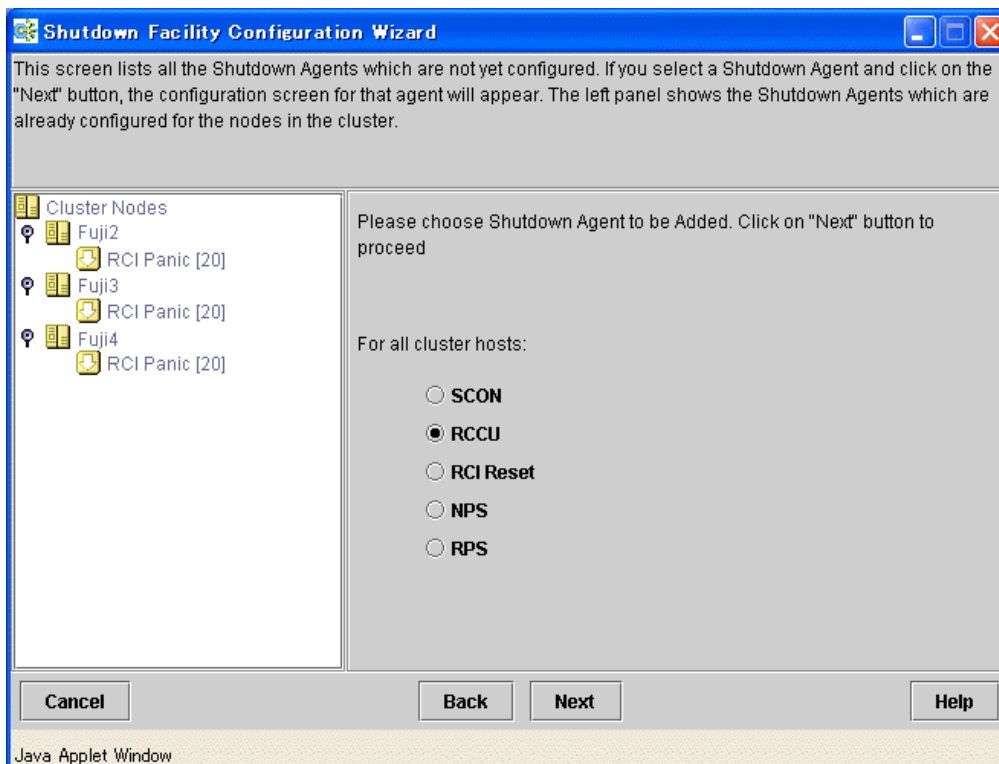 Shutdown Facility Configuration Wizard
This screen lists all the Shutdown Agents which are not yet configured. If you select a Shutdown Agent and click on the
"Next" button, the configuration screen for that agent will appear. The left panel shows the Shutdown Agents which are
already configured for the nodes in the cluster.
Cluster Nodes
Fuji2
RCI Panic [20]
Fuji3
RCI Panic [20]
Fuji4
RCI Panic [20]
Please choose Shutdown Agent to be Added. Click on "Next" button to
proceed
For all cluster hosts:
SCON
RCCU
RCI Reset
NPS
RPS
Cancel
Back
Next
Help
Java Applet Window